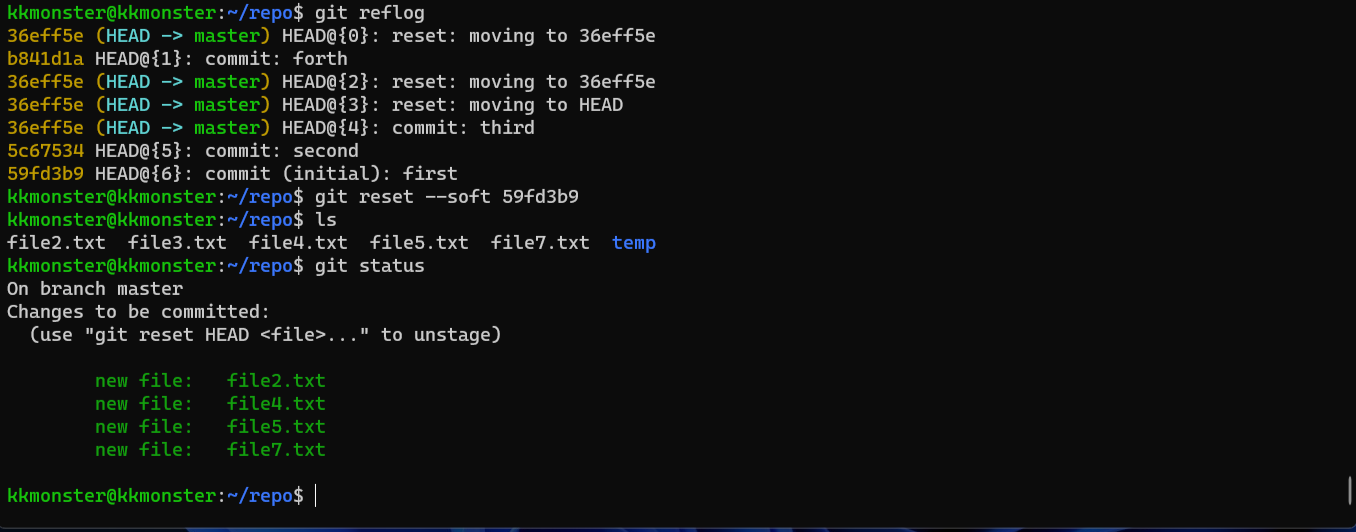 kkmonster@kkmonster:~/repo$ git reflog
36eff5e (HEAD -> master) HEAD@{0}: reset: moving to 36eff5e
b841d1a HEAD@{1}: commit: forth
36eff5e (HEAD -> master) HEAD@{2}: reset: moving to 36eff5e
36eff5e (HEAD -> master) HEAD@{3}: reset: moving to HEAD
36eff5e (HEAD -> master) HEAD@{4}: commit: third
5c67534 HEAD@{5}: commit: second
59fd3b9 HEAD@{6}: commit (initial): first
kkmonster@kkmonster:~/repo$ git reset --soft 59fd3b9
kkmonster@kkmonster:~/repo$ ls
file2.txt  file3.txt  file4.txt  file5.txt  file7.txt  temp
kkmonster@kkmonster:~/repo$ git status
On branch master
Changes to be committed:
  (use "git reset HEAD <file>..." to unstage)
        new file:   file2.txt
        new file:   file4.txt
        new file:   file5.txt
        new file:   file7.txt
kkmonster@kkmonster:~/repo$